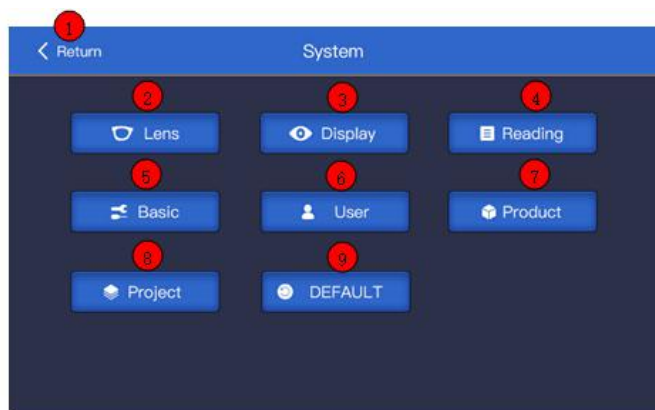 1
Return
System
2
3
4
Lens
Display
Reading
5
6
7
Basic
User
Product
8
9
Project
DEFAULT